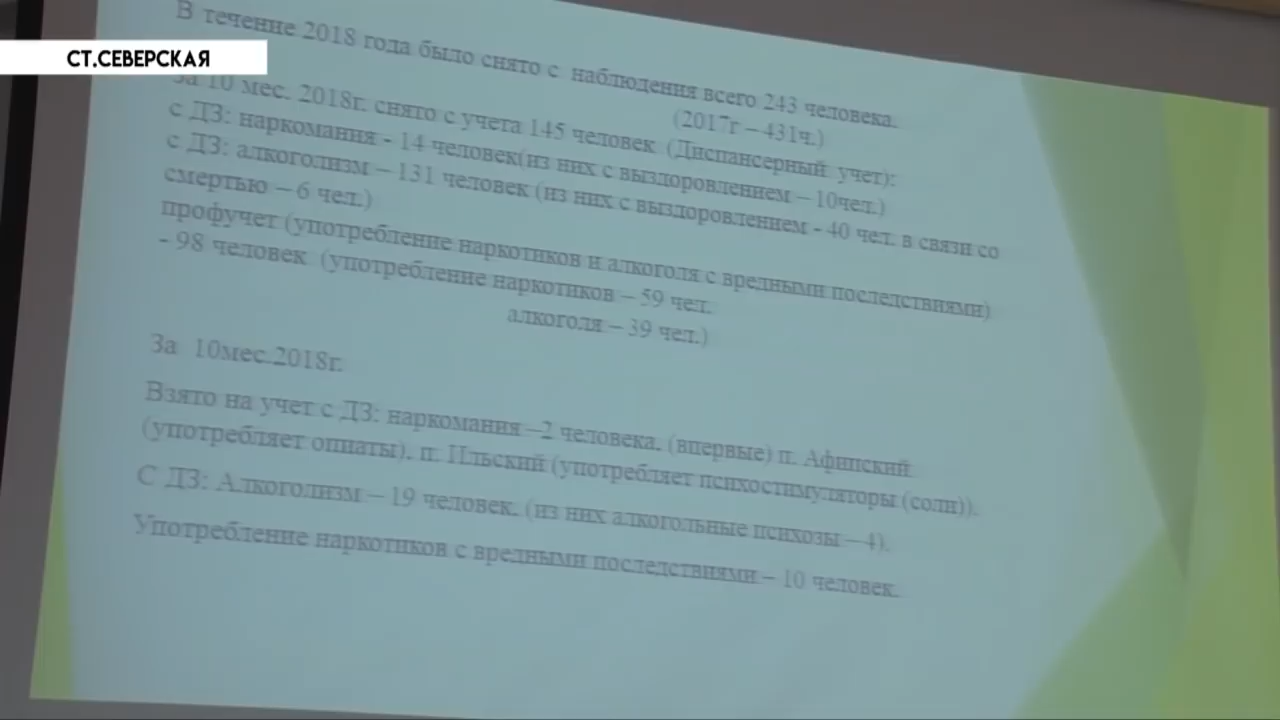 СТ.СЕВЕРСКАЯ
В течение 2018 года было снято с наблюдения всего 243 человека.
(2017г – 431ч.)
За 10 мес. 2018г. снято с учета 145 человек (Диспансерный учет):
с ДЗ: наркомания - 14 человек(из них с выздоровлением – 10чел.)
с ДЗ: алкоголизм – 131 человек (из них с выздоровлением - 40 чел. в связи со
смертью – 6 чел.)
профучет (употребление наркотиков и алкоголя с вредными последствиями)
- 98 человек (употребление наркотиков – 59 чел.
алкоголя – 39 чел.)
За 10мес.2018г.
Взято на учет с ДЗ: наркомания –2 человека. (впервые) п. Афипский
(употребляет опиаты), п. Ильский (употребляет психостимуляторы (соли)).
С ДЗ: Алкоголизм – 19 человек. (из них алкогольные психозы – 4).
Употребление наркотиков с вредными последствиями – 10 человек.